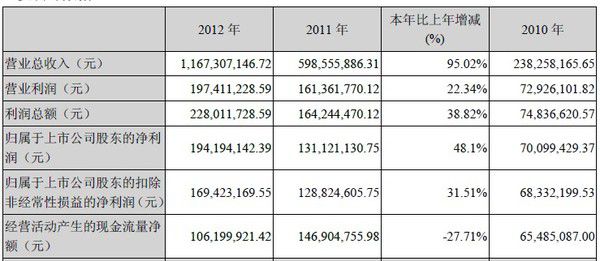 2012 年 2011 年 本年比上年增减 2010 年
(%)
营业总收入（元） 1,167,307,146.72 598,555,886.31 95.02% 238,258,165.65
营业利润（元） 197,411,228.59 161,361,770.12 22.34% 72,926,101.82
利润总额（元） 228,011,728.59 164,244,470.12 38.82% 74,836,620.57
归属于上市公司股东的净利
润（元） 194,194,142.39 131,121,130.75 48.1% 70,099,429.37
归属于上市公司股东的扣除
非经常性损益的净利润（元） 169,423,169.55 128,824,605.75 31.51% 68,332,199.53
经营活动产生的现金流量净
额（元） 106,199,921.42 146,904,755.98 -27.71% 65,485,087.00